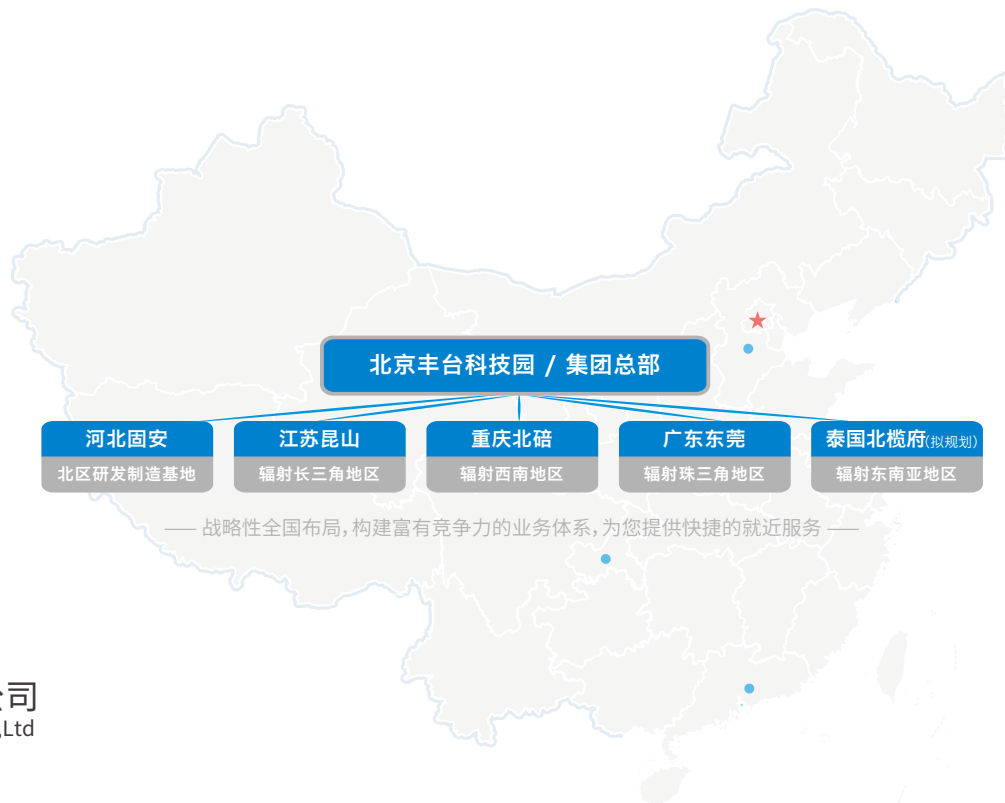 北京丰台科技园 / 集团总部
河北固安
北区研发制造基地
江苏昆山
辐射长三角地区
重庆北碚
辐射西南地区
广东东莞
辐射珠三角地区
泰国北榄府(拟规划)
辐射东南亚地区
—— 战略性全国布局，构建富有竞争力的业务体系，为您提供快捷的就近服务 ——
公司
,Ltd